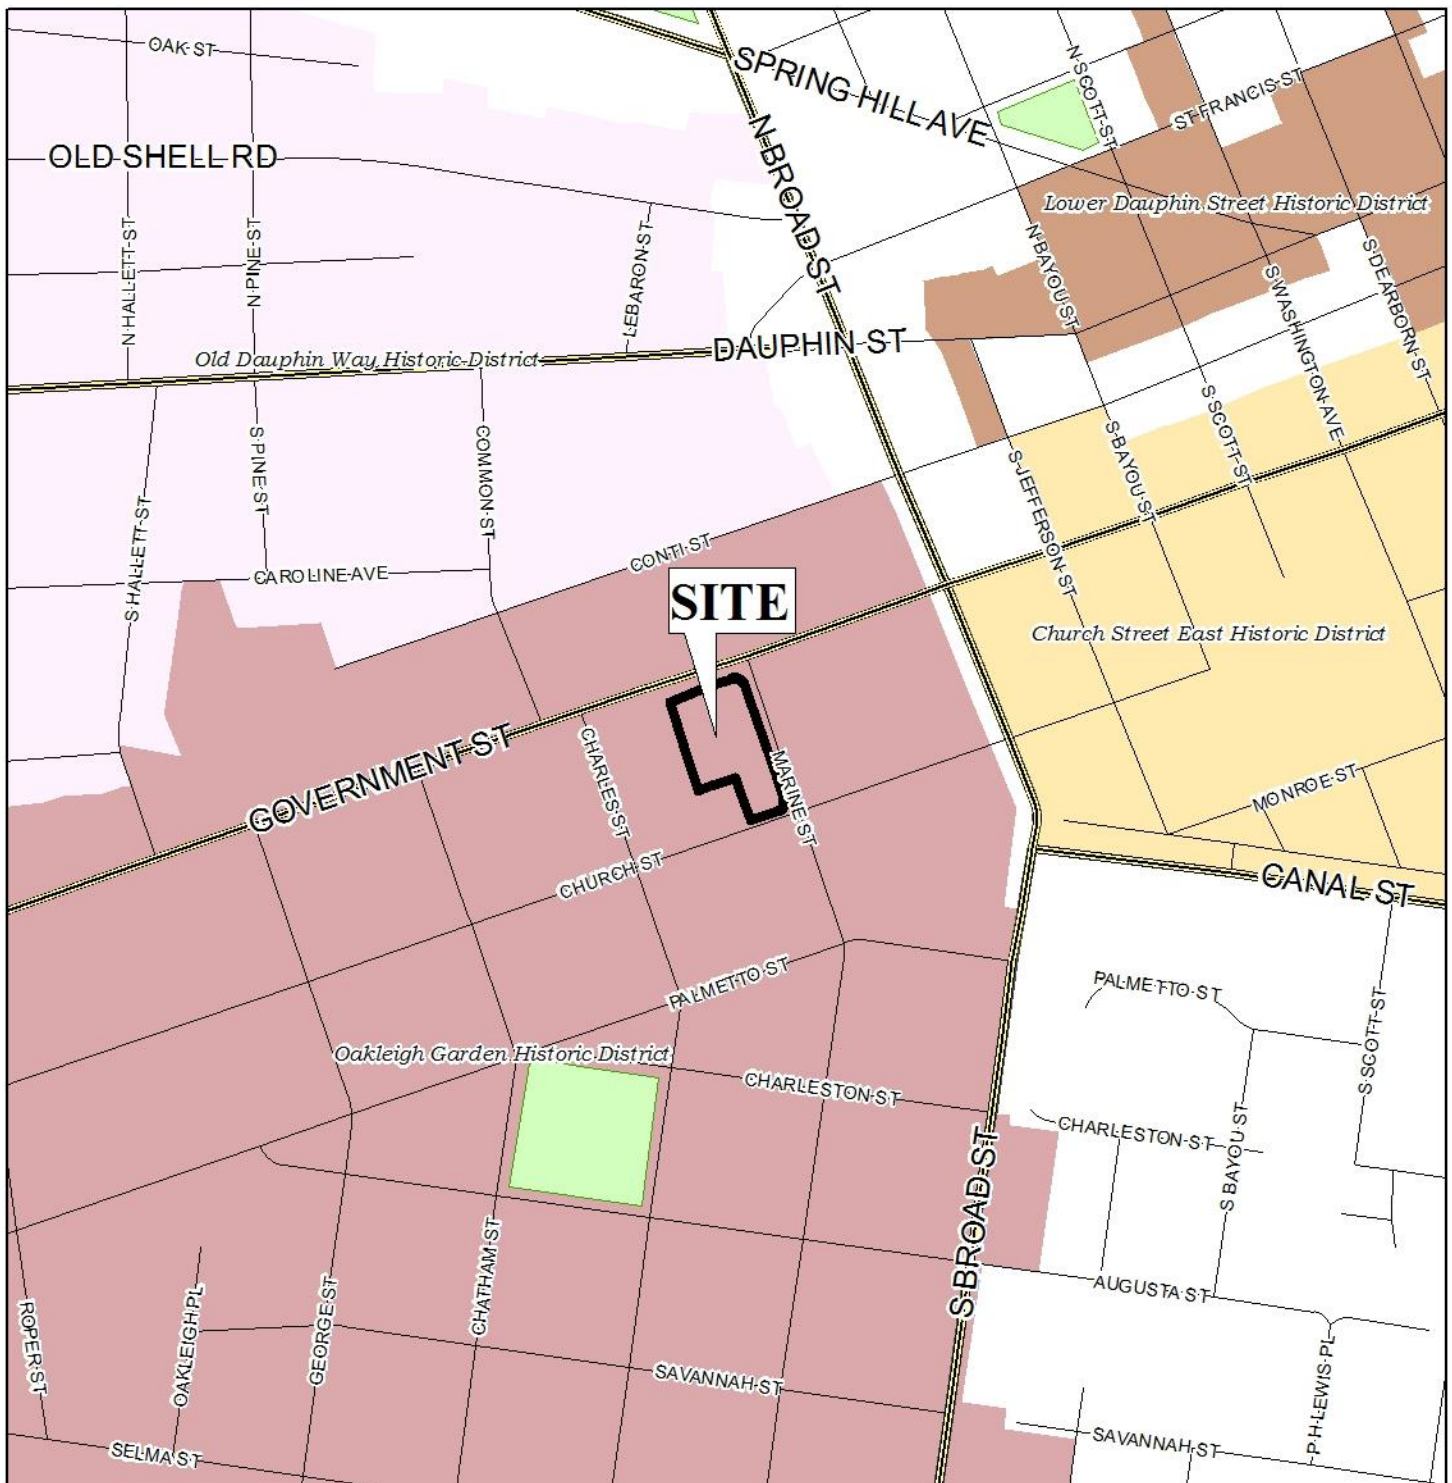 OAK ST
SPRING HILL AVE
N SCOTT ST
ST FRANCIS ST
OLD SHELL RD
N BROAD ST
Lower Dauphin Street Historic District
N HALLETT ST
N PINE ST
LEBARON ST
N BAYOU ST
S WASHINGTON AVE
S DEARBORN ST
Old Dauphin Way Historic District
DAUPHIN ST
S HALLETT ST
S PINE ST
COMMON ST
S JEFFERSON ST
S BAYOU ST
S SCOTT ST
CONTI ST
CAROLINE AVE
SITE
Church Street East Historic District
GOVERNMENT ST
CHARLES ST
MARINE ST
MONROE ST
CHURCH ST
CANAL ST
PALMETTO ST
PALMETTO ST
S SCOTT ST
Oakleigh Garden Historic District
CHARLESTON ST
CHARLESTON ST
S BAYOU ST
S BROAD ST
CHATHAM ST
AUGUSTA ST
ROPER ST
OAKLEIGH PL
GEORGE ST
SAVANNAH ST
P H LEWIS PL
SELMA ST
SAVANNAH ST